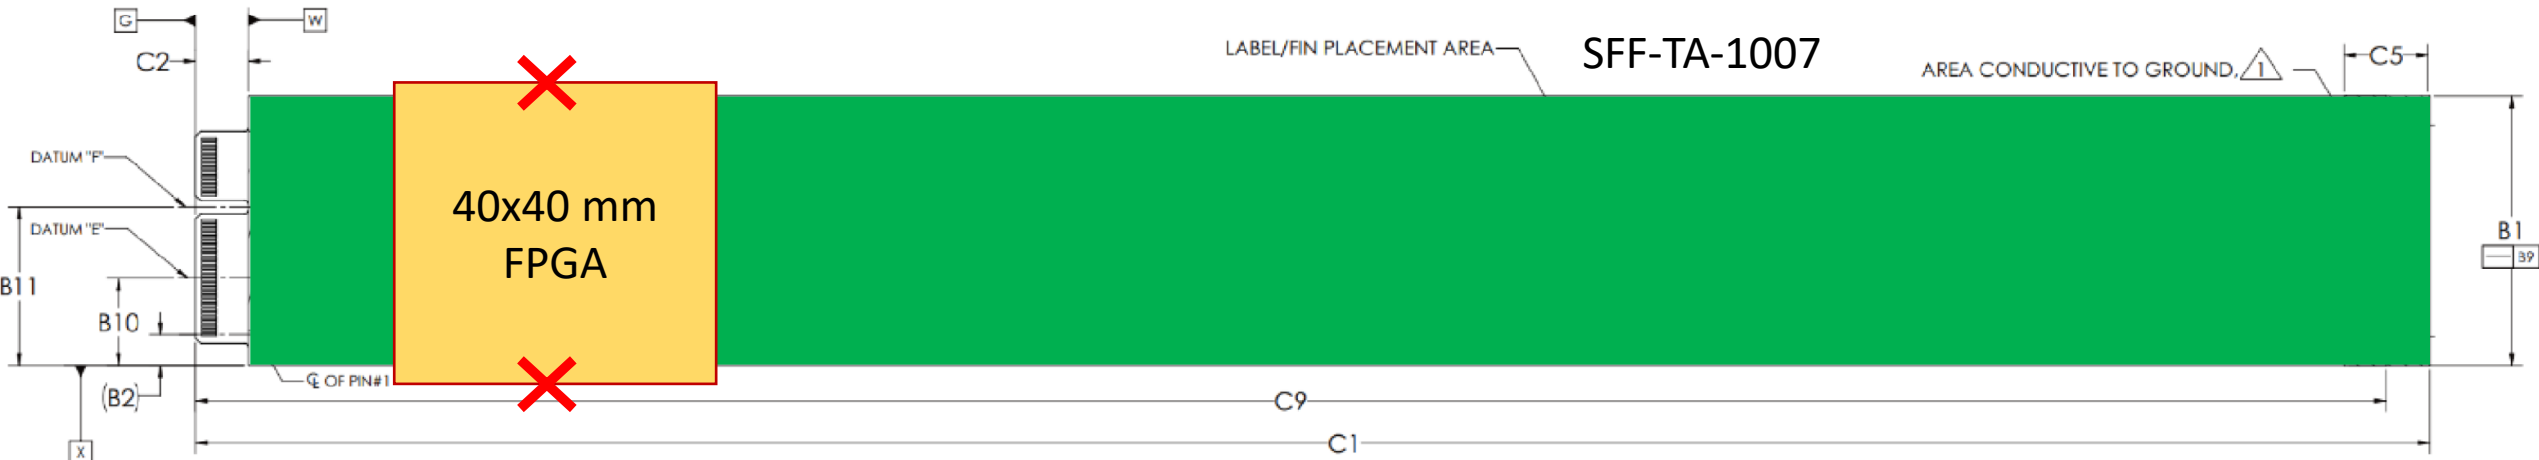 G
W
C2
LABEL/FIN PLACEMENT AREA
SFF-TA-1007
AREA CONDUCTIVE TO GROUND, 1
C5
DATUM "F"
DATUM "E"
40x40 mm
FPGA
B1
B9
B11
B10
(B2)
℄ OF PIN#1
C9
C1
X